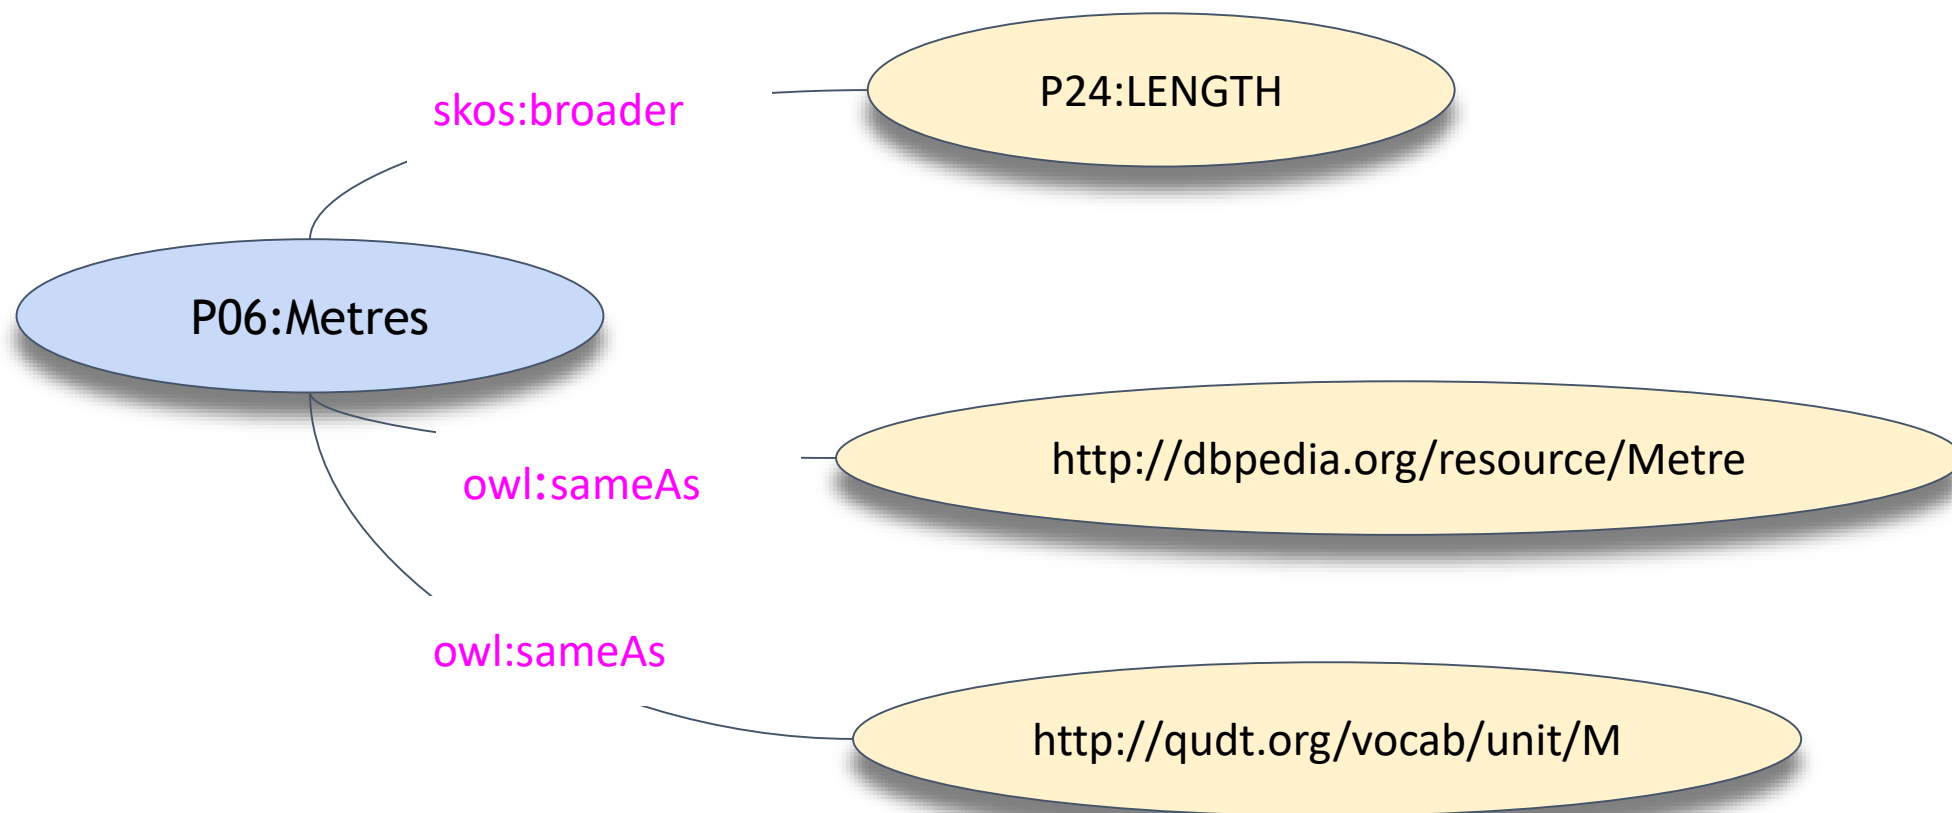 P24:LENGTH
skos:broader
P06:Metres
http://dbpedia.org/resource/Metre
owl:sameAs
owl:sameAs
http://qudt.org/vocab/unit/M